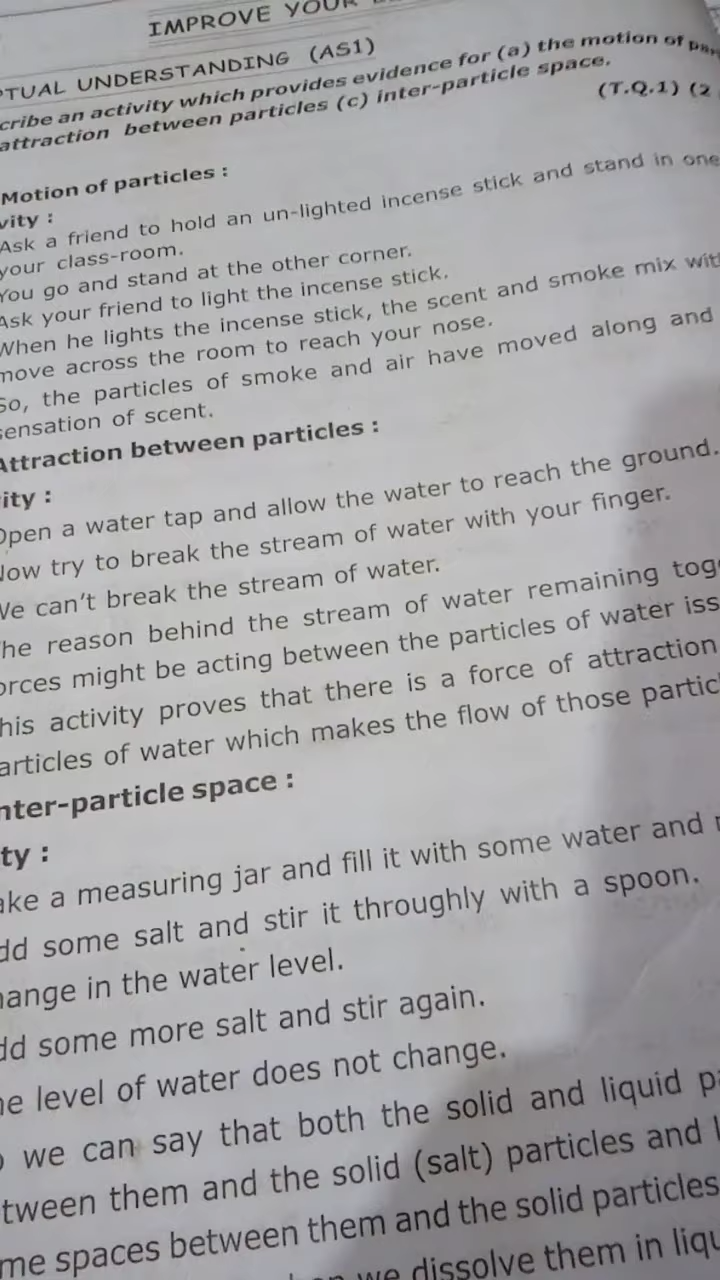 IMPROVE YOUR
PTUAL UNDERSTANDING (AS1)
cribe an activity which provides evidence for (a) the motion of
attraction between particles (c) inter-particle space.
(T.Q.1) (2
Motion of particles :
vity :
Ask a friend to hold an un-lighted incense stick and stand in one
your class-room.
You go and stand at the other corner.
Ask your friend to light the incense stick.
When he lights the incense stick, the scent and smoke mix with
move across the room to reach your nose.
So, the particles of smoke and air have moved along and
sensation of scent.
Attraction between particles :
ity :
Open a water tap and allow the water to reach the ground.
Now try to break the stream of water with your finger.
We can't break the stream of water.
he reason behind the stream of water remaining tog
orces might be acting between the particles of water iss
his activity proves that there is a force of attraction
articles of water which makes the flow of those partic
nter-particle space :
ty :
ake a measuring jar and fill it with some water and
dd some salt and stir it throughly with a spoon.
hange in the water level.
dd some more salt and stir again.
he level of water does not change.
we can say that both the solid and liquid pa
tween them and the solid (salt) particles and
me spaces between them and the solid particles
we dissolve them in liqu